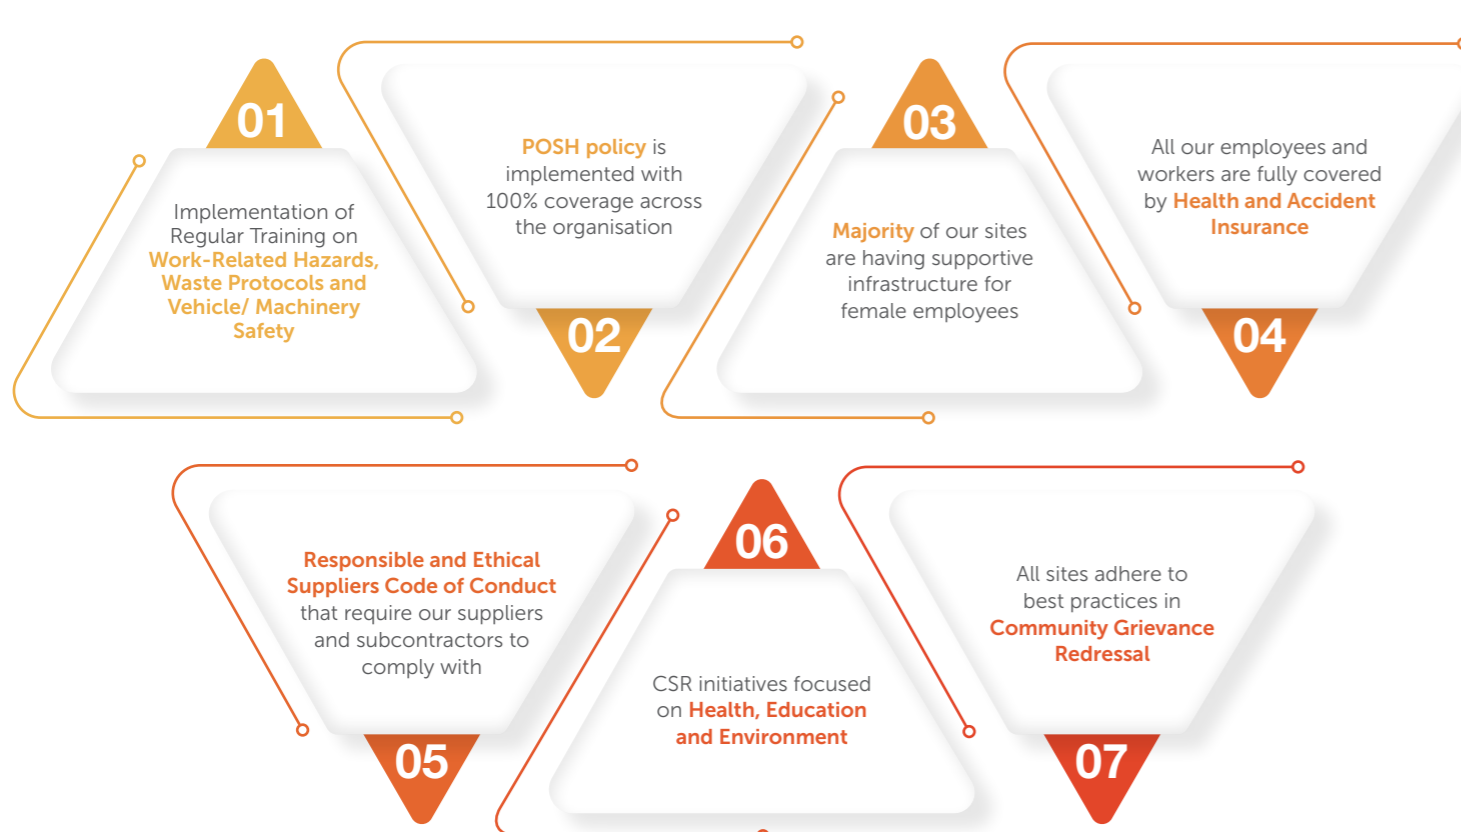 01
Implementation of
Regular Training on
Work-Related Hazards,
Waste Protocols and
Vehicle/ Machinery
Safety
POSH policy is
implemented with
100% coverage across
the organisation
02
03
Majority of our sites
are having supportive
infrastructure for
female employees
All our employees and
workers are fully covered
by Health and Accident
Insurance
04
Responsible and Ethical
Suppliers Code of Conduct
that require our suppliers
and subcontractors to
comply with
05
06
CSR initiatives focused
on Health, Education
and Environment
All sites adhere to
best practices in
Community Grievance
Redressal
07